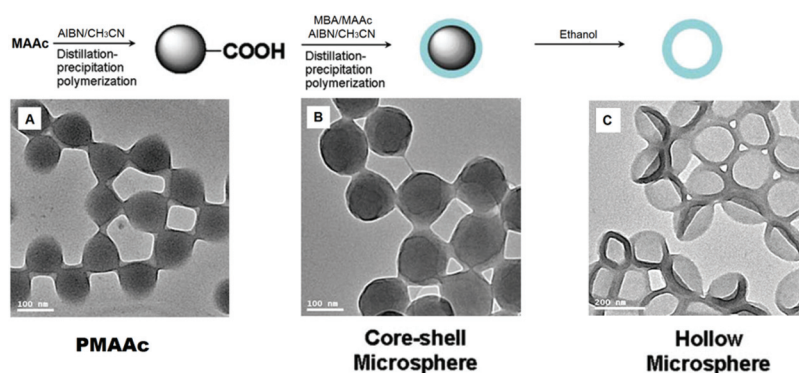 MAAc
AIBN/CH₃CN
Distillation-
precipitation
polymerization
COOH
MBA/MAAc
AIBN/CH₃CN
Distillation-
precipitation
polymerization
Ethanol
A
100 nm
B
100 nm
C
200 nm
PMAAc
Core-shell
Microsphere
Hollow
Microsphere